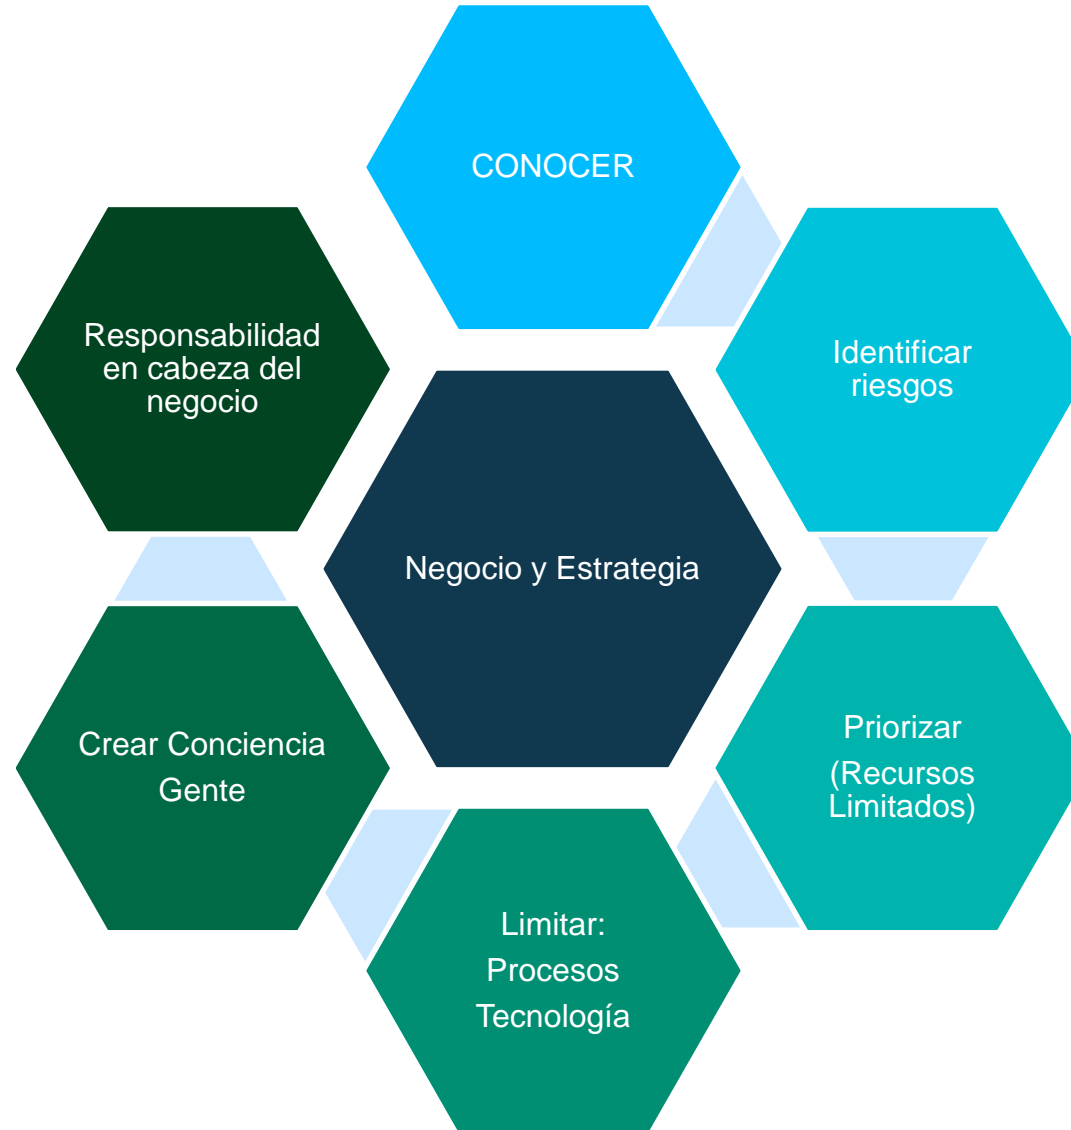 CONOCER
Identificar
riesgos
Priorizar
(Recursos
Limitados)
Limitar:
Procesos
Tecnología
Crear Conciencia
Gente
Responsabilidad
en cabeza del
negocio
Negocio y Estrategia